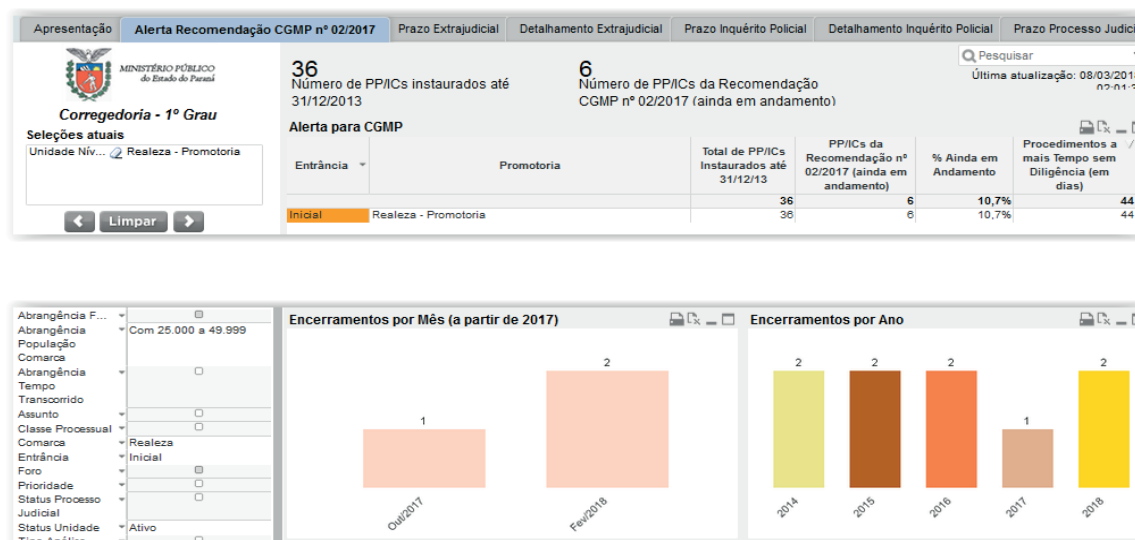 Apresentação
Alerta Recomendação CGMP nº 02/2017
Prazo Extrajudicial
Detalhamento Extrajudicial
Prazo Inquérito Policial
Detalhamento Inquérito Policial
Prazo Processo Judici
MINISTÉRIO PÚBLICO
do Estado do Paraná
Corregedoria - 1º Grau
Seleções atuais
Unidade Nív... Realeza - Promotoria
Limpar
36
Número de PP/ICs instaurados até
31/12/2013
6
Número de PP/ICs da Recomendação
CGMP nº 02/2017 (ainda em andamento)
Pesquisar
Última atualização: 08/03/2018
02:01:3
Alerta para CGMP
Entrância
Promotoria
Total de PP/ICs
Instaurados até
31/12/13
PP/ICs da
Recomendação nº
02/2017 (ainda em
andamento)
% Ainda em
Andamento
Procedimentos a
mais Tempo sem
Diligência (em
dias)
36 6 10,7% 44
Inicial Realeza - Promotoria 36 6 10,7% 44
Abrangência F...
Abrangência
População
Comarca
Com 25.000 a 49.999
Abrangência
Tempo
Transcorrido
Assunto
Classe Processual
Comarca Realeza
Entrância Inicial
Foro
Prioridade
Status Processo
Judicial
Status Unidade Ativo
Encerramentos por Mês (a partir de 2017)
1
2
Out/2017
Fev/2018
Encerramentos por Ano
2
2
2
1
2
2014
2015
2016
2017
2018